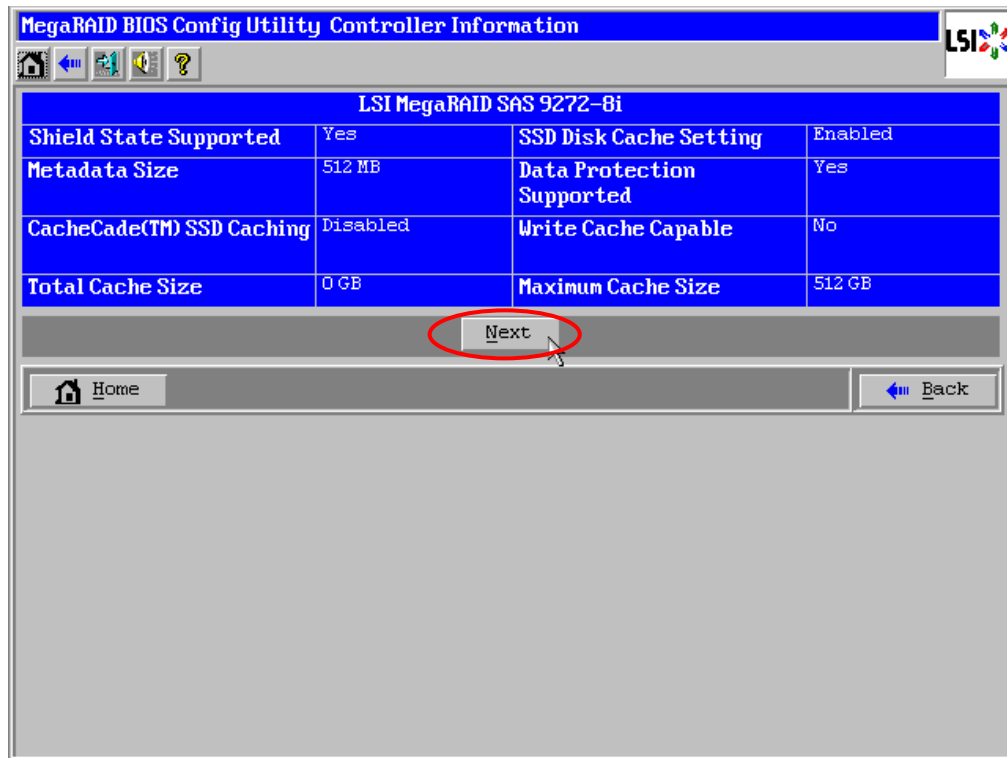 MegaRAID BIOS Config Utility Controller Information
LSI
LSI MegaRAID SAS 9272-8i
Shield State Supported Yes SSD Disk Cache Setting Enabled
Metadata Size 512 MB Data Protection Supported Yes
CacheCade(TM) SSD Caching Disabled Write Cache Capable No
Total Cache Size 0 GB Maximum Cache Size 512 GB
Next
Home Back